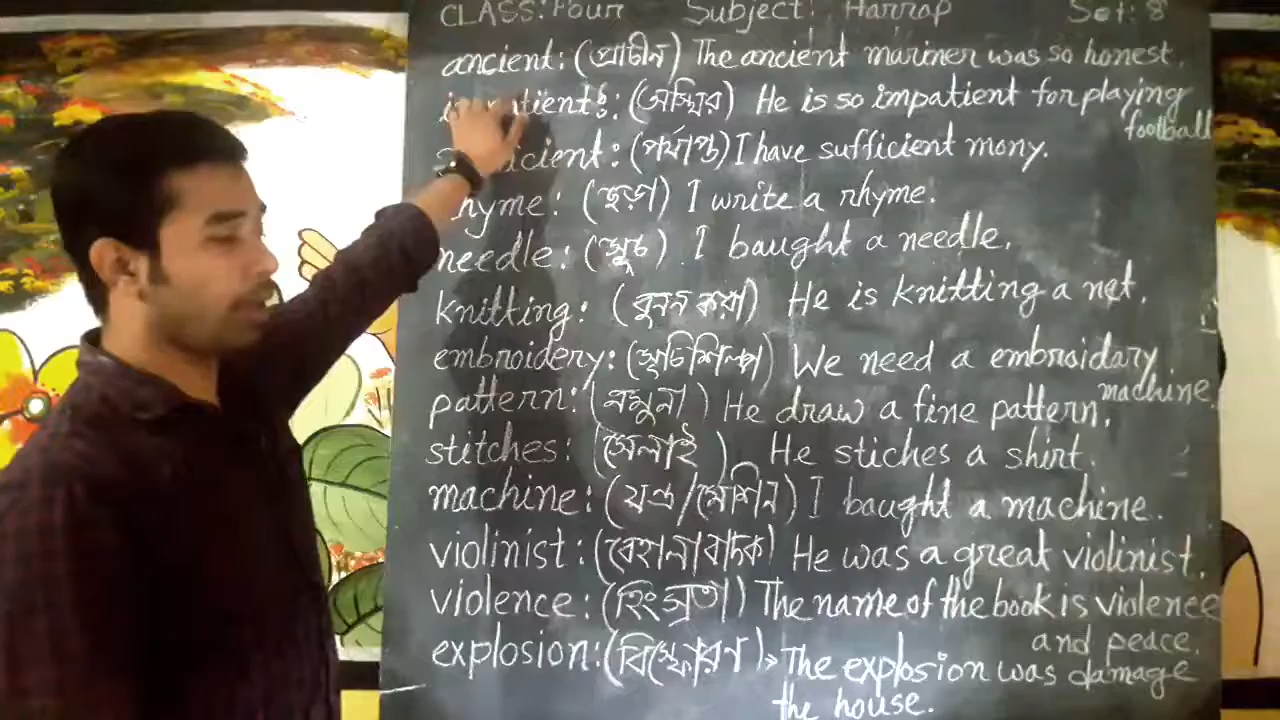 CLASS: Four Subject: Harrap Set: 8
ancient: (প্রাচীন) The ancient mariner was so honest.
tient: (অস্থির) He is so impatient for playing
football
icient: (পর্যাপ্ত) I have sufficient mony.
hyme: (ছড়া) I write a rhyme.
needle: (সুচ) I baught a needle.
knitting: (বুনন করা) He is knitting a net.
embroidery: (সূচিশিল্প) We need a embroidary
machine.
pattern: (নমুনা) He draw a fine pattern.
stitches: (সেলাই) He stiches a shirt.
machine: (যন্ত্র/মেশিন) I baught a machine.
violinist: (বেহালাবাদক) He was a great violinist.
violence: (হিংস্রতা) The name of the book is violence
and peace.
explosion: (বিস্ফোরণ) The explosion was damage
the house.